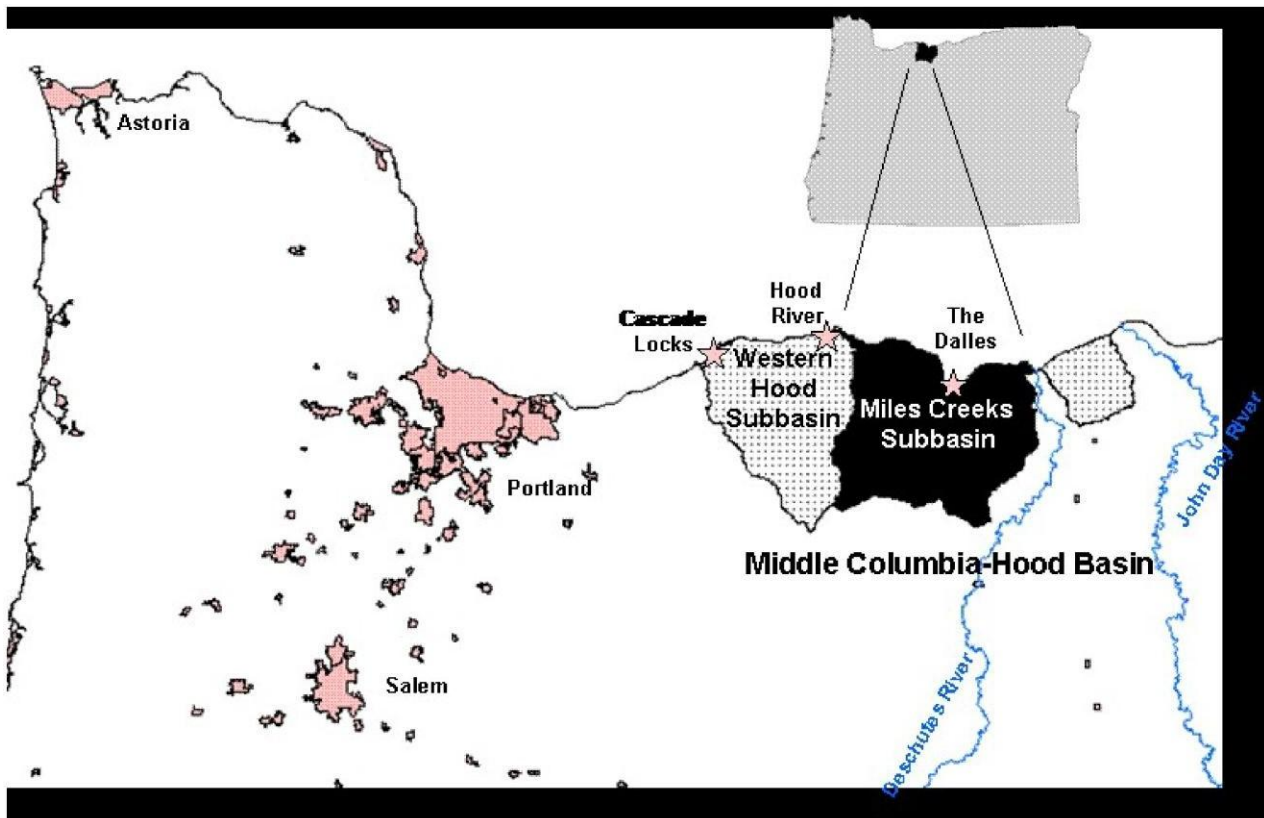 Astoria
Hood
River
Cascade
Locks
The
Dalles
Western
Hood
Subbasin
Miles Creeks
Subbasin
Portland
John Day River
Middle Columbia-Hood Basin
Salem
Deschutes River